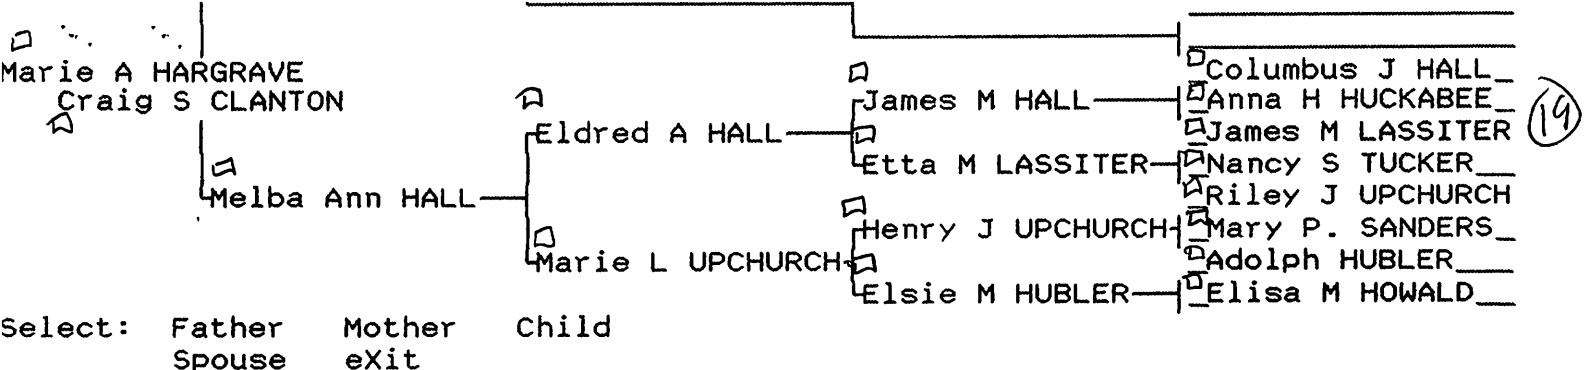 Columbus J HALL_
Marie A HARGRAVE
James M HALL Anna H HUCKABEE_
Craig S CLANTON
19
Eldred A HALL James M LASSITER
Etta M LASSITER Nancy S TUCKER__
Melba Ann HALL Riley J UPCHURCH
Henry J UPCHURCH Mary P. SANDERS_
Marie L UPCHURCH Adolph HUBLER___
Elsie M HUBLER Elisa M HOWALD__
Select: Father Mother Child
Spouse eXit